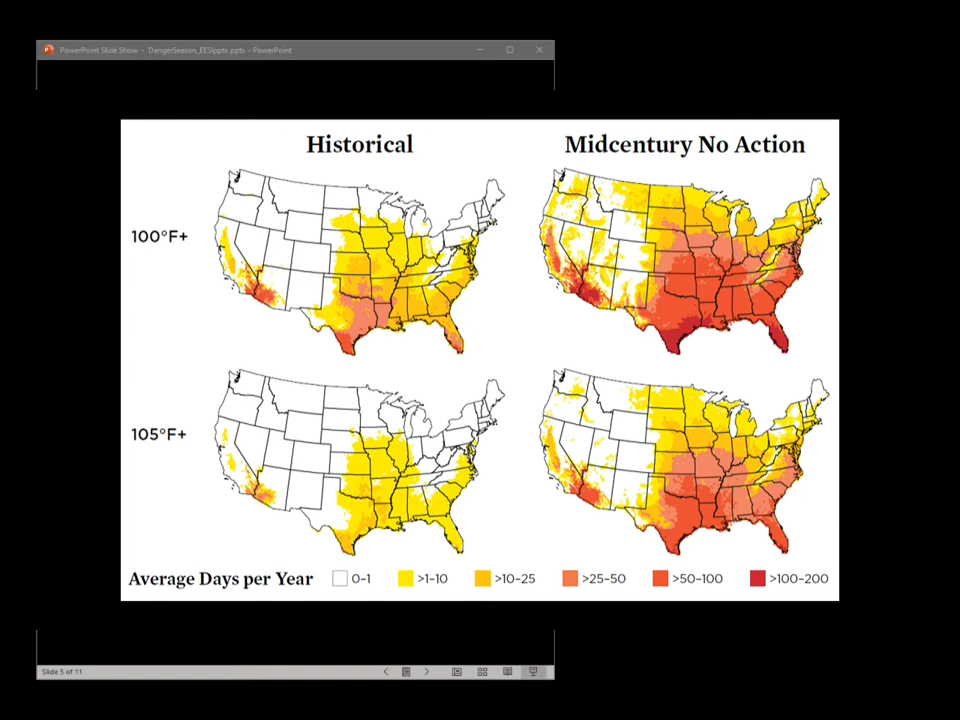 PowerPoint Slide Show - DangerSeason_EESIpptx.pptx - PowerPoint
Historical
Midcentury No Action
100°F+
105°F+
Average Days per Year
0–1
>1–10
>10–25
>25–50
>50–100
>100–200
Slide 5 of 11